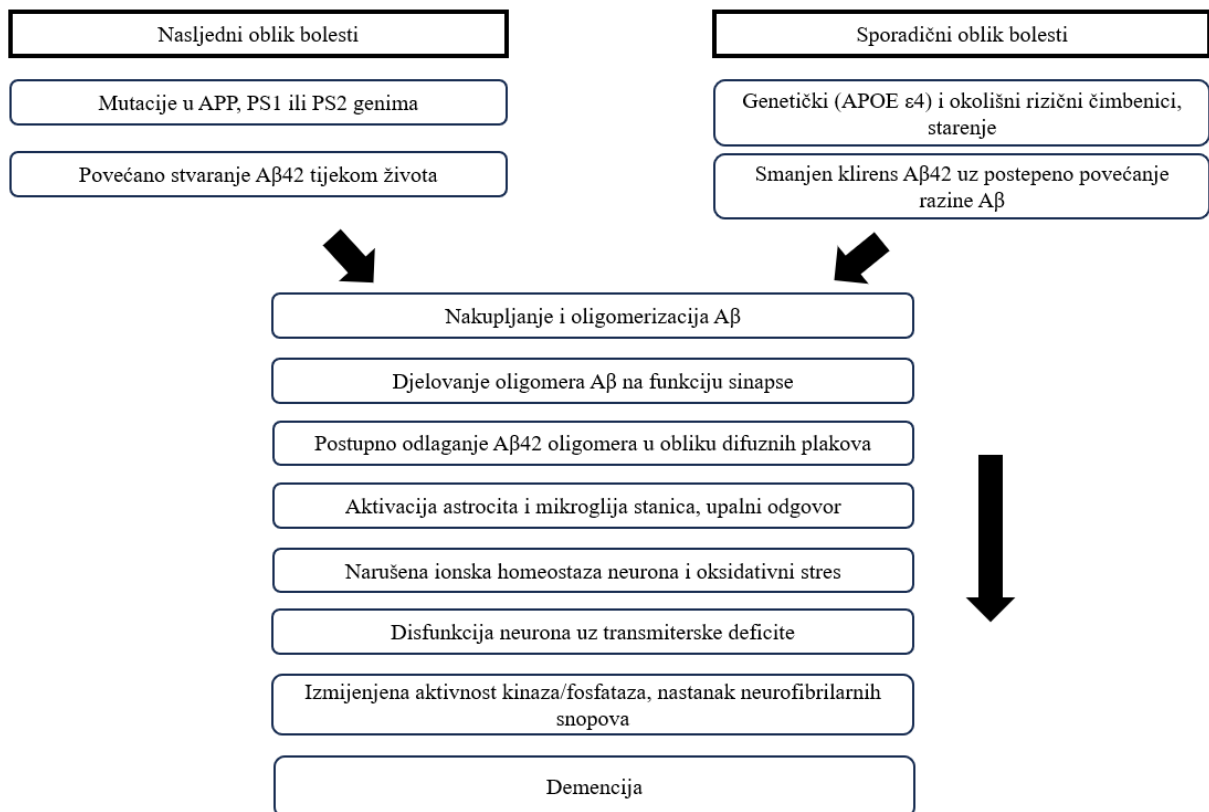 Nasljedni oblik bolesti
Mutacije u APP, PS1 ili PS2 genima
Povećano stvaranje Aβ42 tijekom života
Sporadični oblik bolesti
Genetički (APOE ε4) i okolišni rizični čimbenici,
starenje
Smanjen klirens Aβ42 uz postepeno povećanje
razine Aβ
Nakupljanje i oligomerizacija Aβ
Djelovanje oligomera Aβ na funkciju sinapse
Postupno odlaganje Aβ42 oligomera u obliku difuznih plakova
Aktivacija astrocita i mikroglija stanica, upalni odgovor
Narušena ionska homeostaza neurona i oksidativni stres
Disfunkcija neurona uz transmiterske deficite
Izmijenjena aktivnost kinaza/fosfataza, nastanak neurofibrilarnih
snopova
Demencija